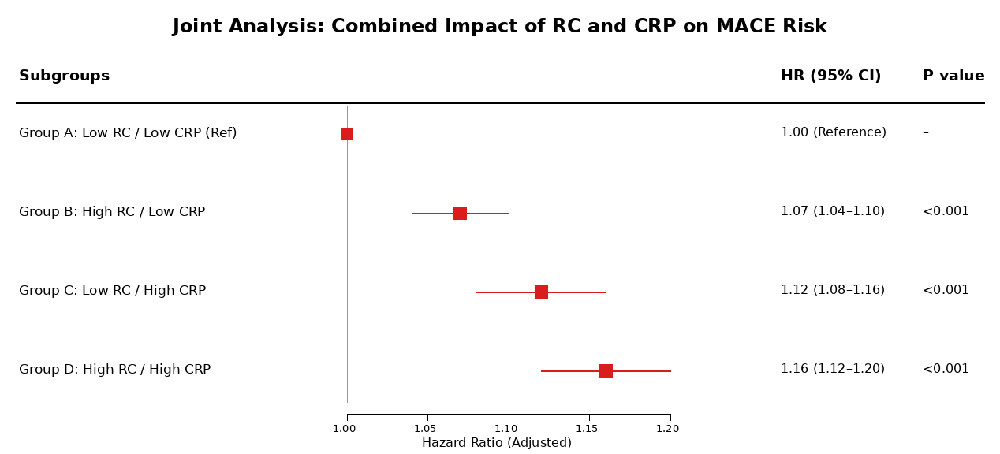 Joint Analysis: Combined Impact of RC and CRP on MACE Risk
Subgroups HR (95% CI) P value
Group A: Low RC / Low CRP (Ref) 1.00 (Reference) –
Group B: High RC / Low CRP 1.07 (1.04–1.10) <0.001
Group C: Low RC / High CRP 1.12 (1.08–1.16) <0.001
Group D: High RC / High CRP 1.16 (1.12–1.20) <0.001
1.00 1.05 1.10 1.15 1.20
Hazard Ratio (Adjusted)